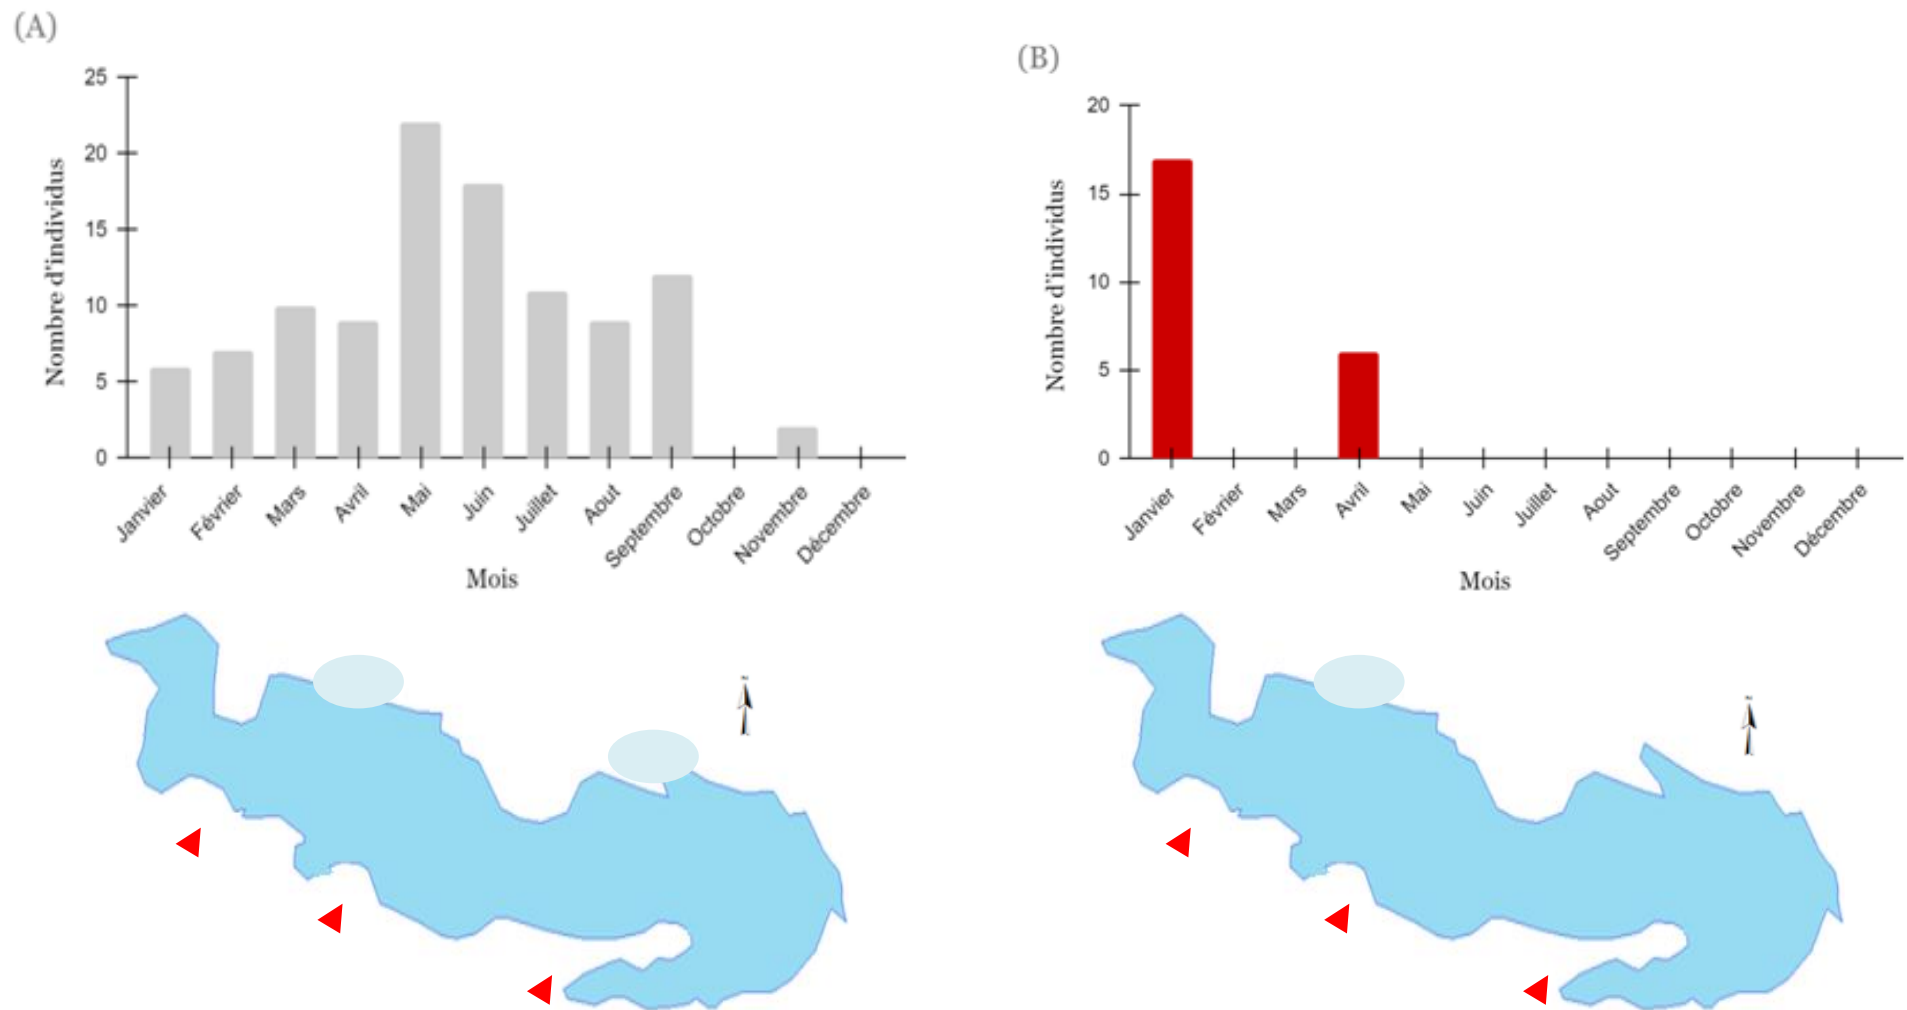 (A)
25
20
15
10
5
0
Nombre d'individus
Janvier
Février
Mars
Avril
Mai
Juin
Juillet
Aout
Septembre
Octobre
Novembre
Décembre
Mois
(B)
20
15
10
5
0
Nombre d'individus
Janvier
Février
Mars
Avril
Mai
Juin
Juillet
Aout
Septembre
Octobre
Novembre
Décembre
Mois